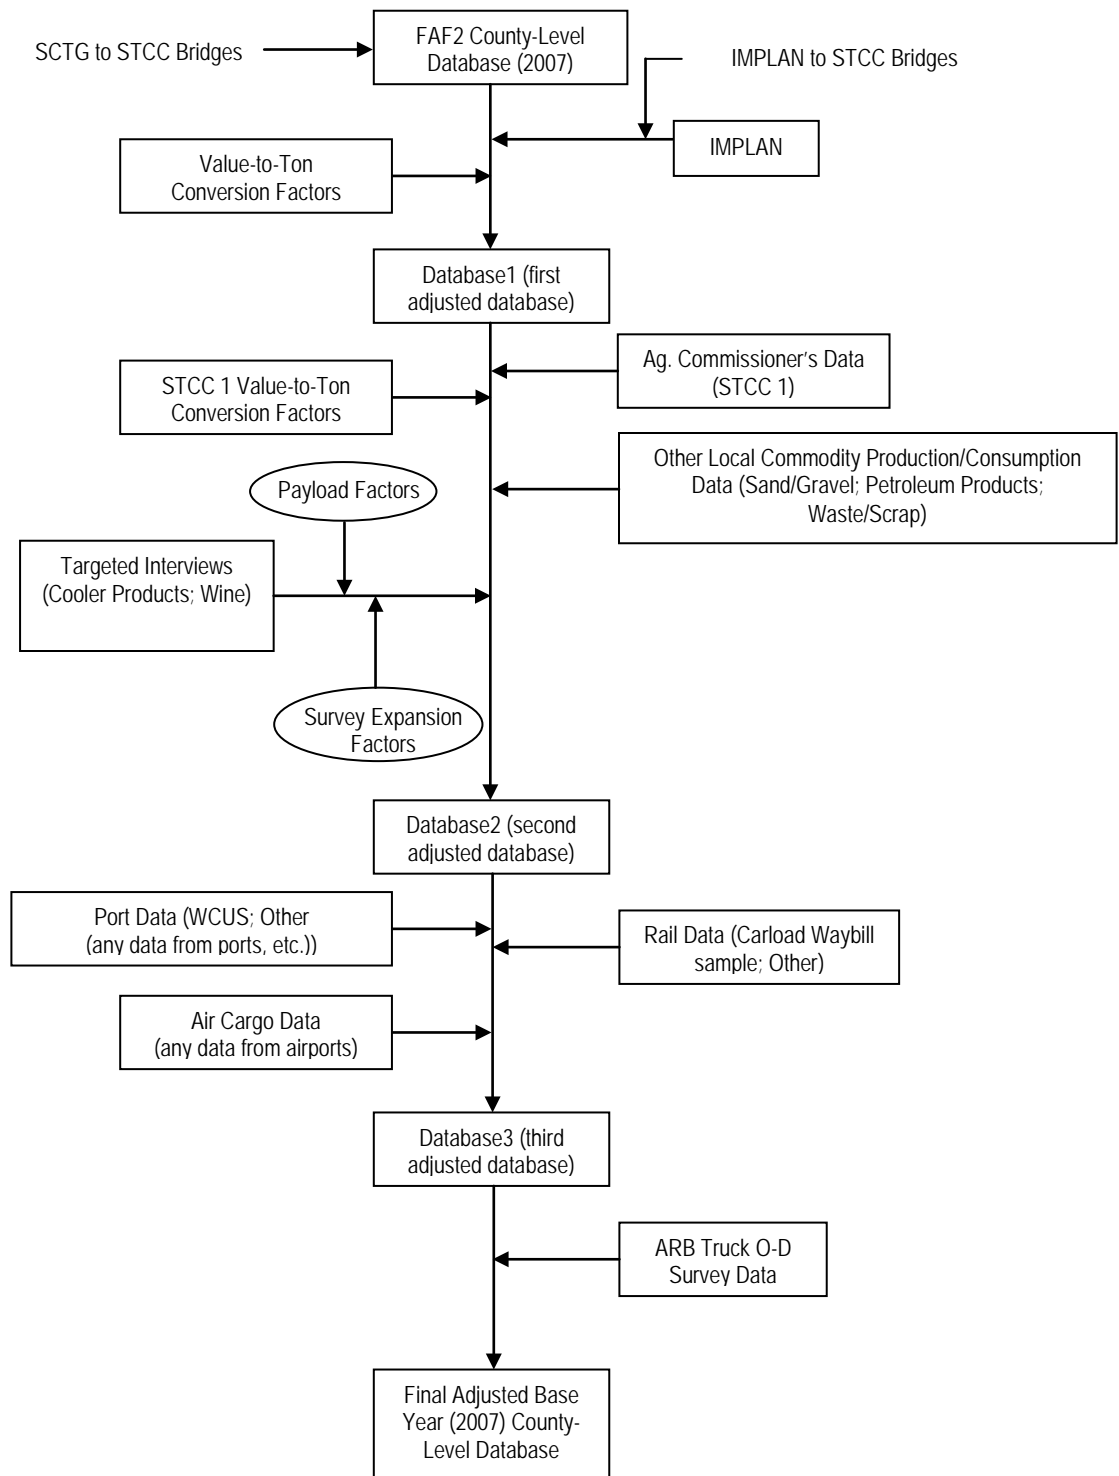 SCTG to STCC Bridges
FAF2 County-Level
Database (2007)
IMPLAN to STCC Bridges
IMPLAN
Value-to-Ton
Conversion Factors
Database1 (first
adjusted database)
Ag. Commissioner's Data
(STCC 1)
STCC 1 Value-to-Ton
Conversion Factors
Other Local Commodity Production/Consumption
Data (Sand/Gravel; Petroleum Products;
Waste/Scrap)
Payload Factors
Targeted Interviews
(Cooler Products; Wine)
Survey Expansion
Factors
Database2 (second
adjusted database)
Port Data (WCUS; Other
(any data from ports, etc.))
Rail Data (Carload Waybill
sample; Other)
Air Cargo Data
(any data from airports)
Database3 (third
adjusted database)
ARB Truck O-D
Survey Data
Final Adjusted Base
Year (2007) County-
Level Database